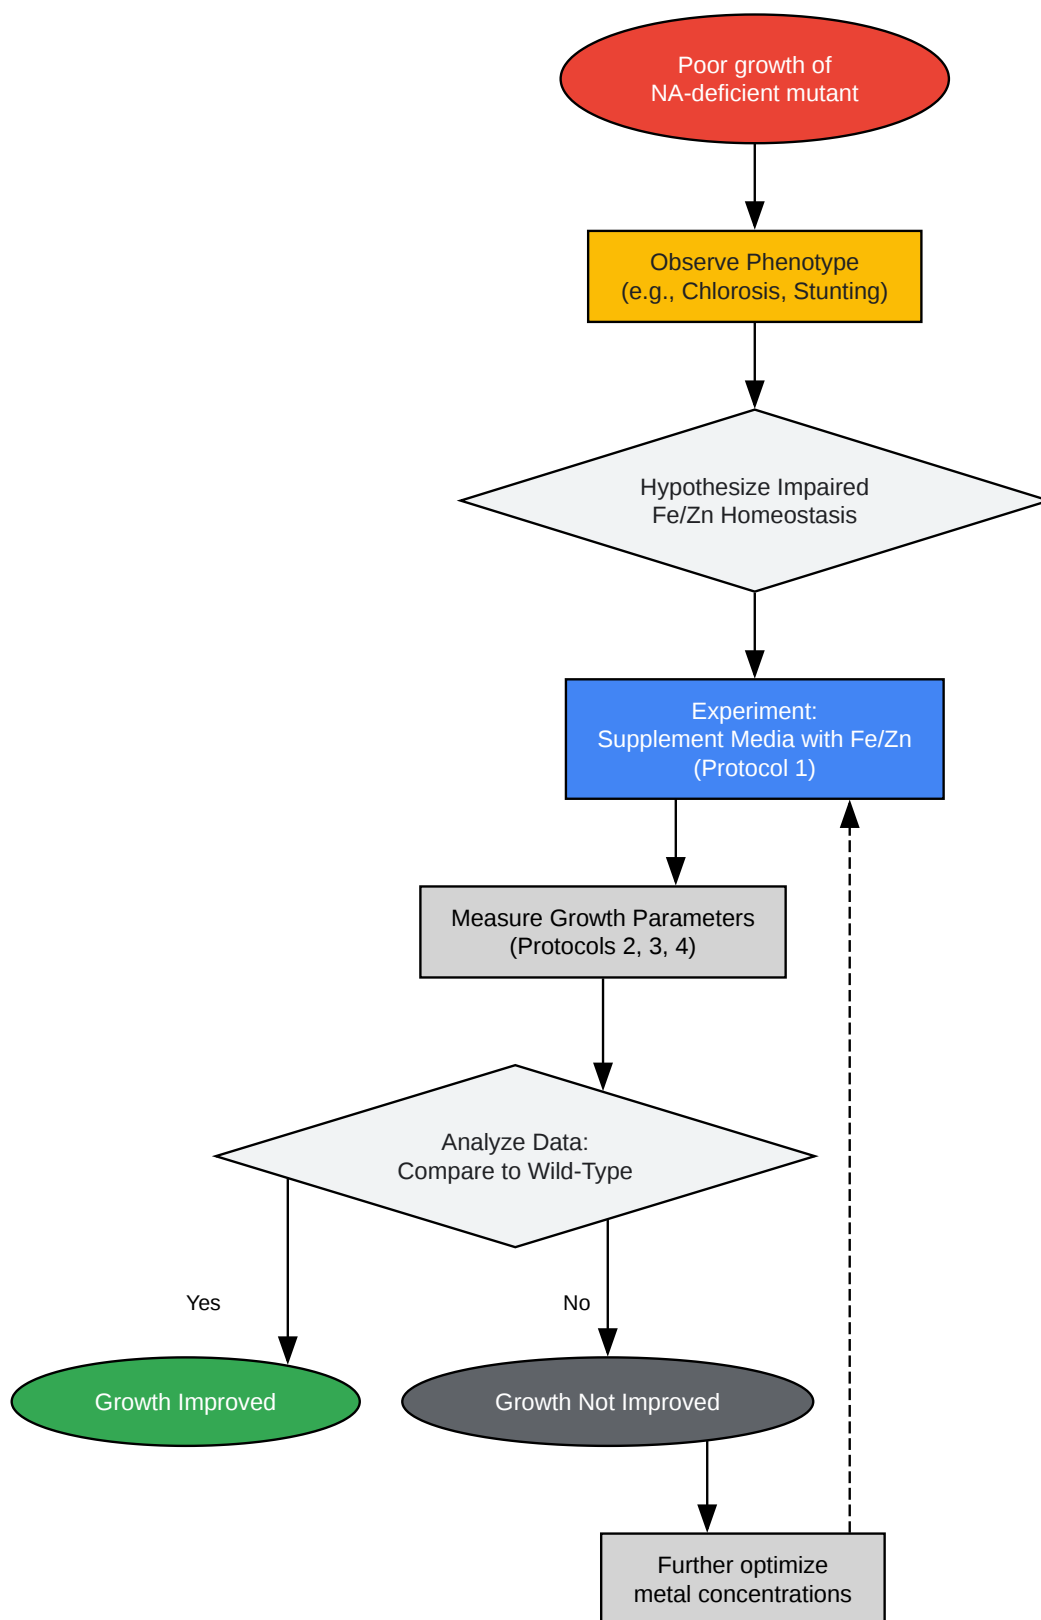 Poor growth of
NA-deficient mutant
Observe Phenotype
(e.g., Chlorosis, Stunting)
Hypothesize Impaired
Fe/Zn Homeostasis
Experiment:
Supplement Media with Fe/Zn
(Protocol 1)
Measure Growth Parameters
(Protocols 2, 3, 4)
Analyze Data:
Compare to Wild-Type
Yes
No
Growth Improved
Growth Not Improved
Further optimize
metal concentrations